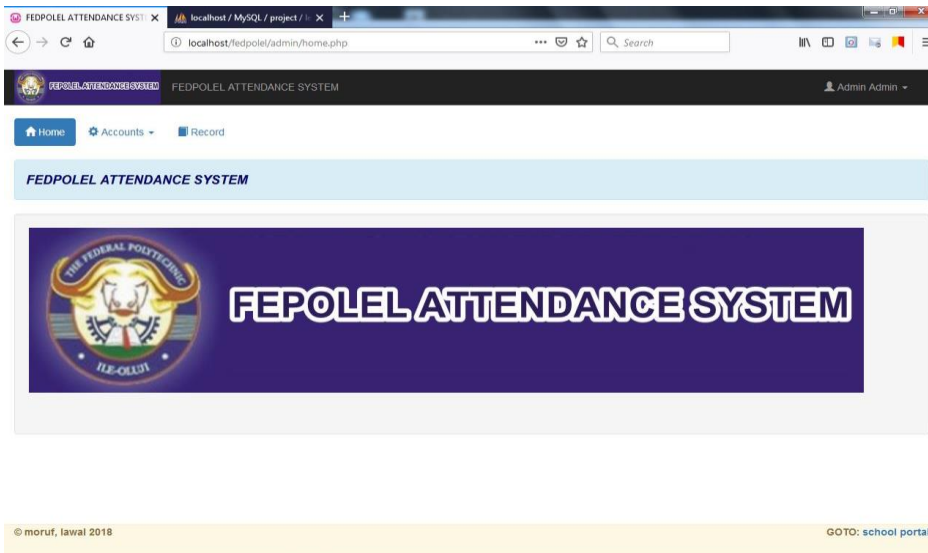 FEDPOLEL ATTENDANCE SYST
localhost / MySQL / project / l
localhost/fedpolel/admin/home.php
Search
FEPOLEL ATTENDANCE SYSTEM
FEDPOLEL ATTENDANCE SYSTEM
Admin Admin
Home
Accounts
Record
FEDPOLEL ATTENDANCE SYSTEM
THE FEDERAL POLYTECHNIC
ILE-OLUJI
FEPOLEL ATTENDANCE SYSTEM
© moruf, lawal 2018
GOTO: school portal